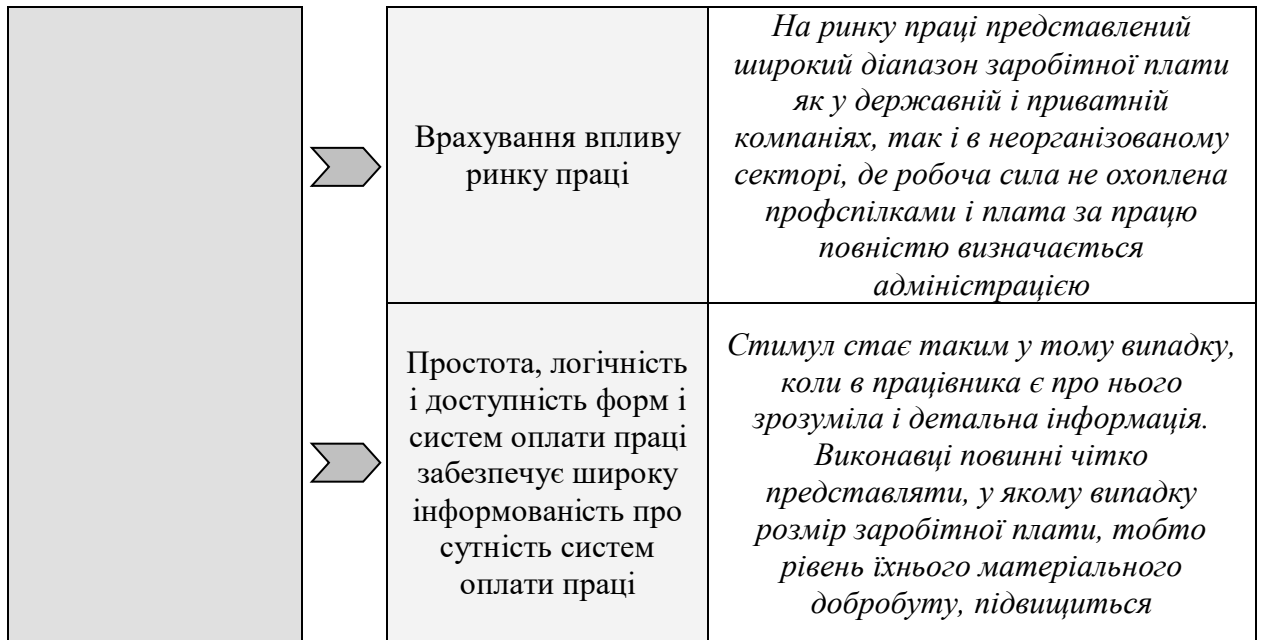 Врахування впливу
ринку праці
На ринку праці представлений
широкий діапазон заробітної плати
як у державній і приватній
компаніях, так і в неорганізованому
секторі, де робоча сила не охоплена
профспілками і плата за працю
повністю визначається
адміністрацією
Простота, логічність
і доступність форм і
систем оплати праці
забезпечує широку
інформованість про
сутність систем
оплати праці
Стимул стає таким у тому випадку,
коли в працівника є про нього
зрозуміла і детальна інформація.
Виконавці повинні чітко
представляти, у якому випадку
розмір заробітної плати, тобто
рівень їхнього матеріального
добробуту, підвищиться